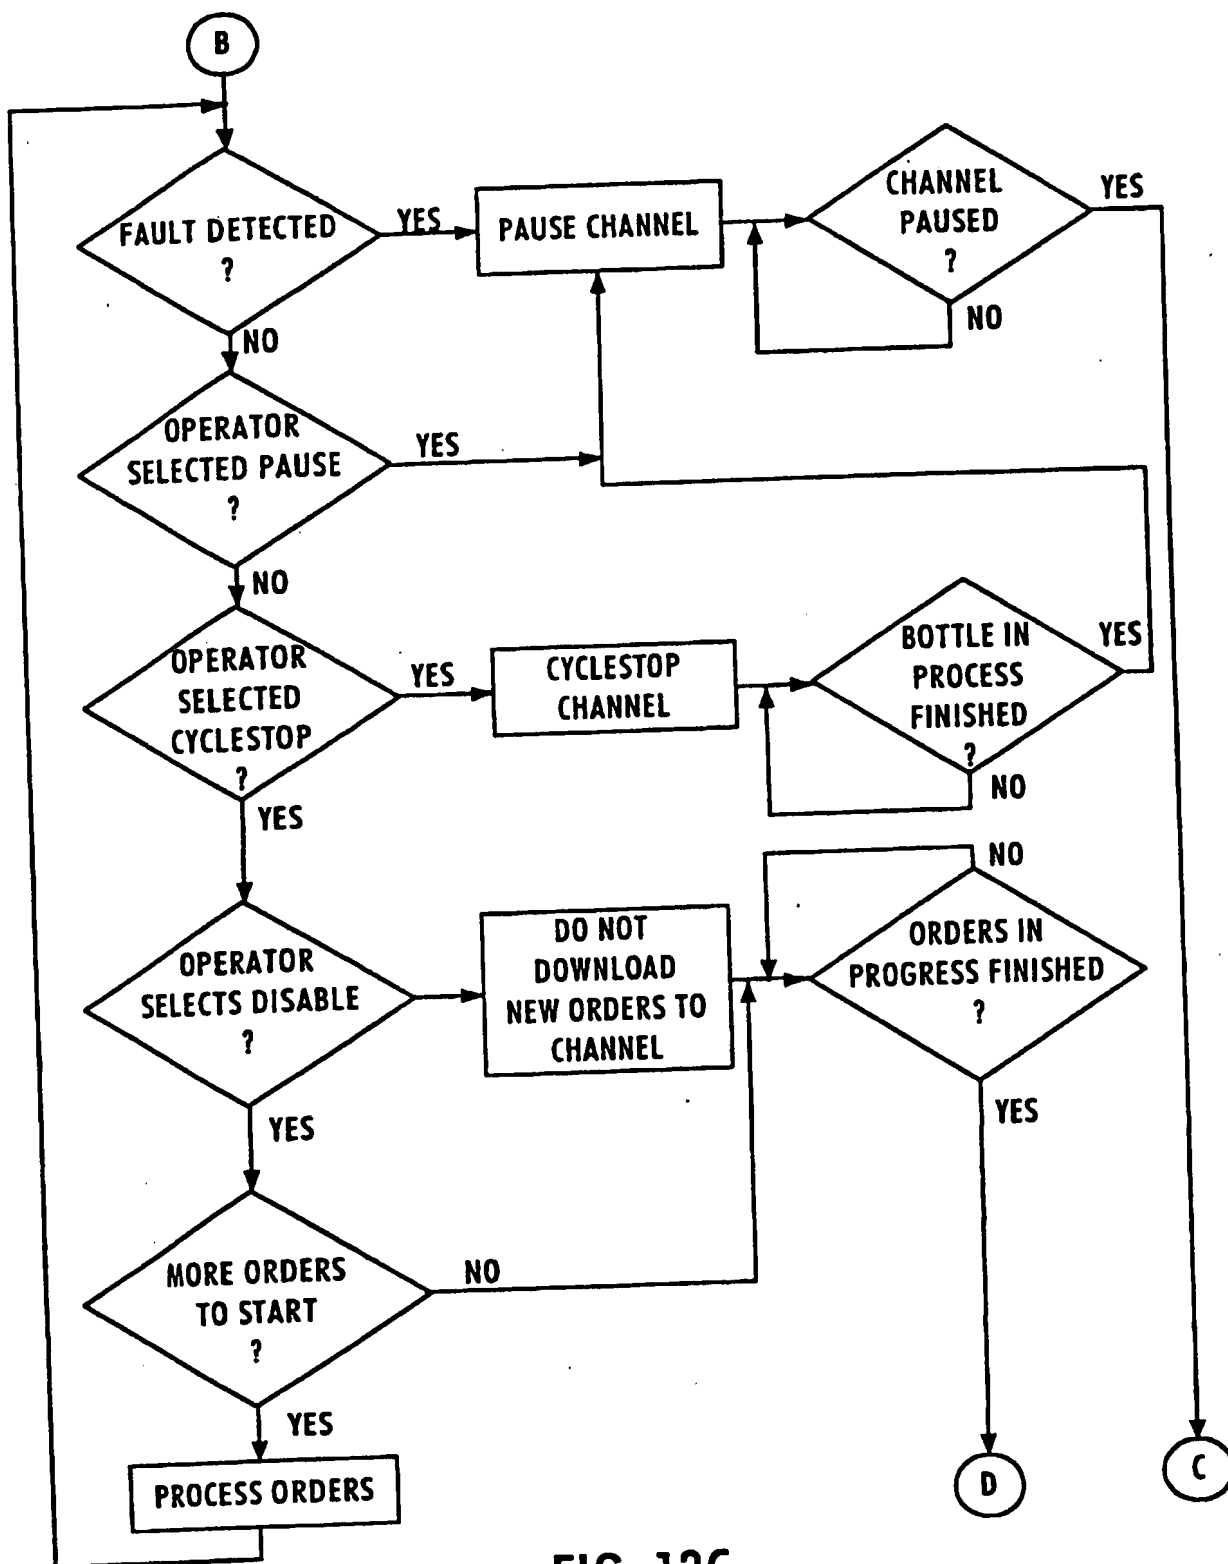 B
FAULT DETECTED
?
YES
PAUSE CHANNEL
CHANNEL
PAUSED
?
YES
NO
NO
OPERATOR
SELECTED PAUSE
?
YES
NO
OPERATOR
SELECTED
CYCLESTOP
?
YES
CYCLESTOP
CHANNEL
BOTTLE IN
PROCESS
FINISHED
?
YES
NO
YES
OPERATOR
SELECTS DISABLE
?
DO NOT
DOWNLOAD
NEW ORDERS TO
CHANNEL
NO
ORDERS IN
PROGRESS FINISHED
?
YES
YES
MORE ORDERS
TO START
?
NO
YES
PROCESS ORDERS
D
C